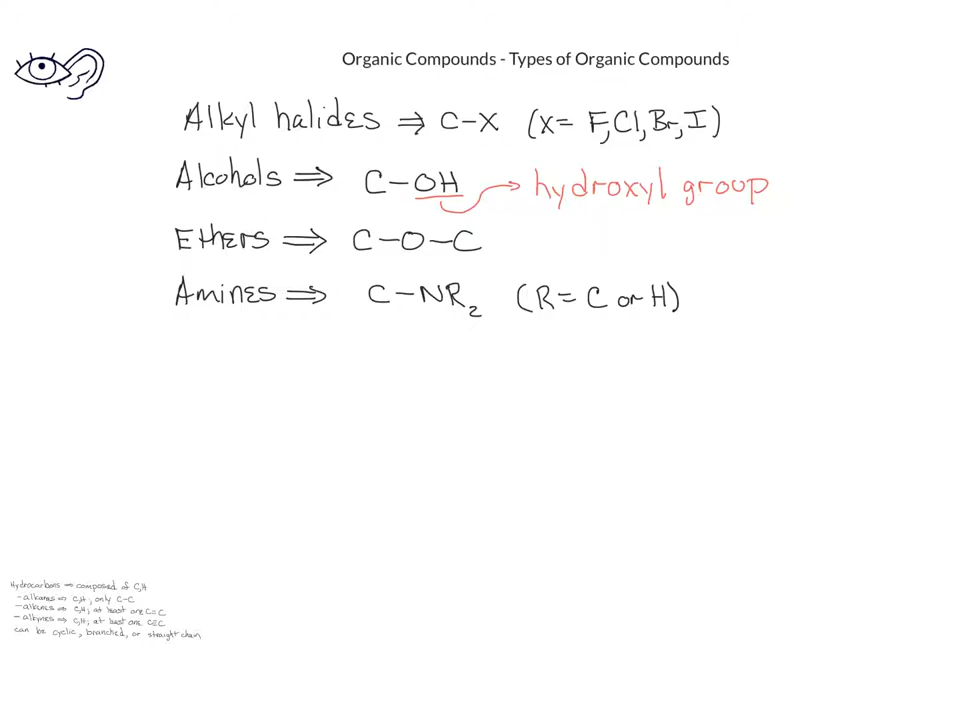 Organic Compounds - Types of Organic Compounds
Alkyl halides ⇒ C-X (X= F, Cl, Br, I)
Alcohols ⇒ C-OH → hydroxyl group
Ethers ⇒ C-O-C
Amines ⇒ C-NR₂ (R= C or H)
Hydrocarbons ⇒ composed of C, H
- alkanes ⇒ C, H; only C-C
- alkenes ⇒ C, H; at least one C=C
- alkynes ⇒ C, H; at least one C≡C
can be cyclic, branched, or straight chain